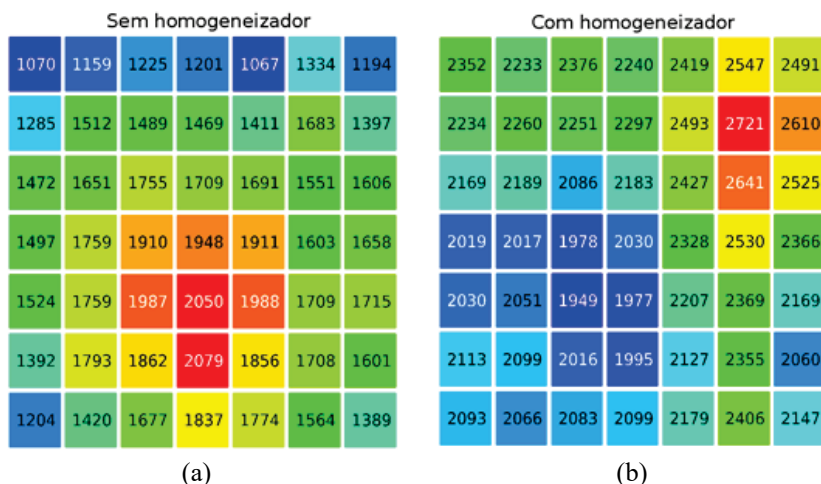 Sem homogeneizador
1070 1159 1225 1201 1067 1334 1194
1285 1512 1489 1469 1411 1683 1397
1472 1651 1755 1709 1691 1551 1606
1497 1759 1910 1948 1911 1603 1658
1524 1759 1987 2050 1988 1709 1715
1392 1793 1862 2079 1856 1708 1601
1204 1420 1677 1837 1774 1564 1389
(a)
Com homogeneizador
2352 2233 2376 2240 2419 2547 2491
2234 2260 2251 2297 2493 2721 2610
2169 2189 2086 2183 2427 2641 2525
2019 2017 1978 2030 2328 2530 2366
2030 2051 1949 1977 2207 2369 2169
2113 2099 2016 1995 2127 2355 2060
2093 2066 2083 2099 2179 2406 2147
(b)